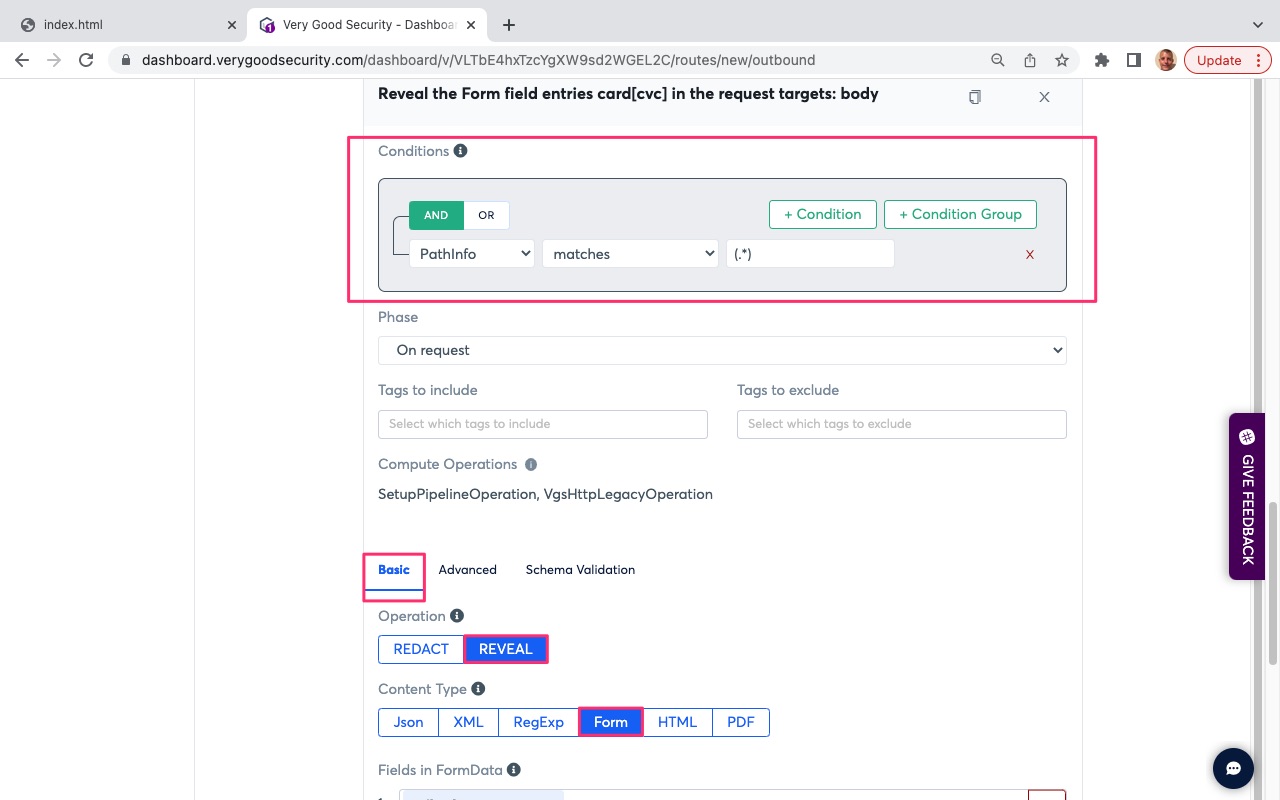 index.html
Very Good Security - Dashboa
dashboard.verygoodsecurity.com/dashboard/v/VLTbE4hxTzcYgXW9sd2WGEL2C/routes/new/outbound
Update
Reveal the Form field entries card[cvc] in the request targets: body
Conditions
AND OR + Condition + Condition Group
PathInfo matches (.*) X
Phase
On request
Tags to include Tags to exclude
Select which tags to include Select which tags to exclude
Compute Operations
SetupPipelineOperation, VgsHttpLegacyOperation
GIVE FEEDBACK
Basic Advanced Schema Validation
Operation
REDACT REVEAL
Content Type
Json XML RegExp Form HTML PDF
Fields in FormData